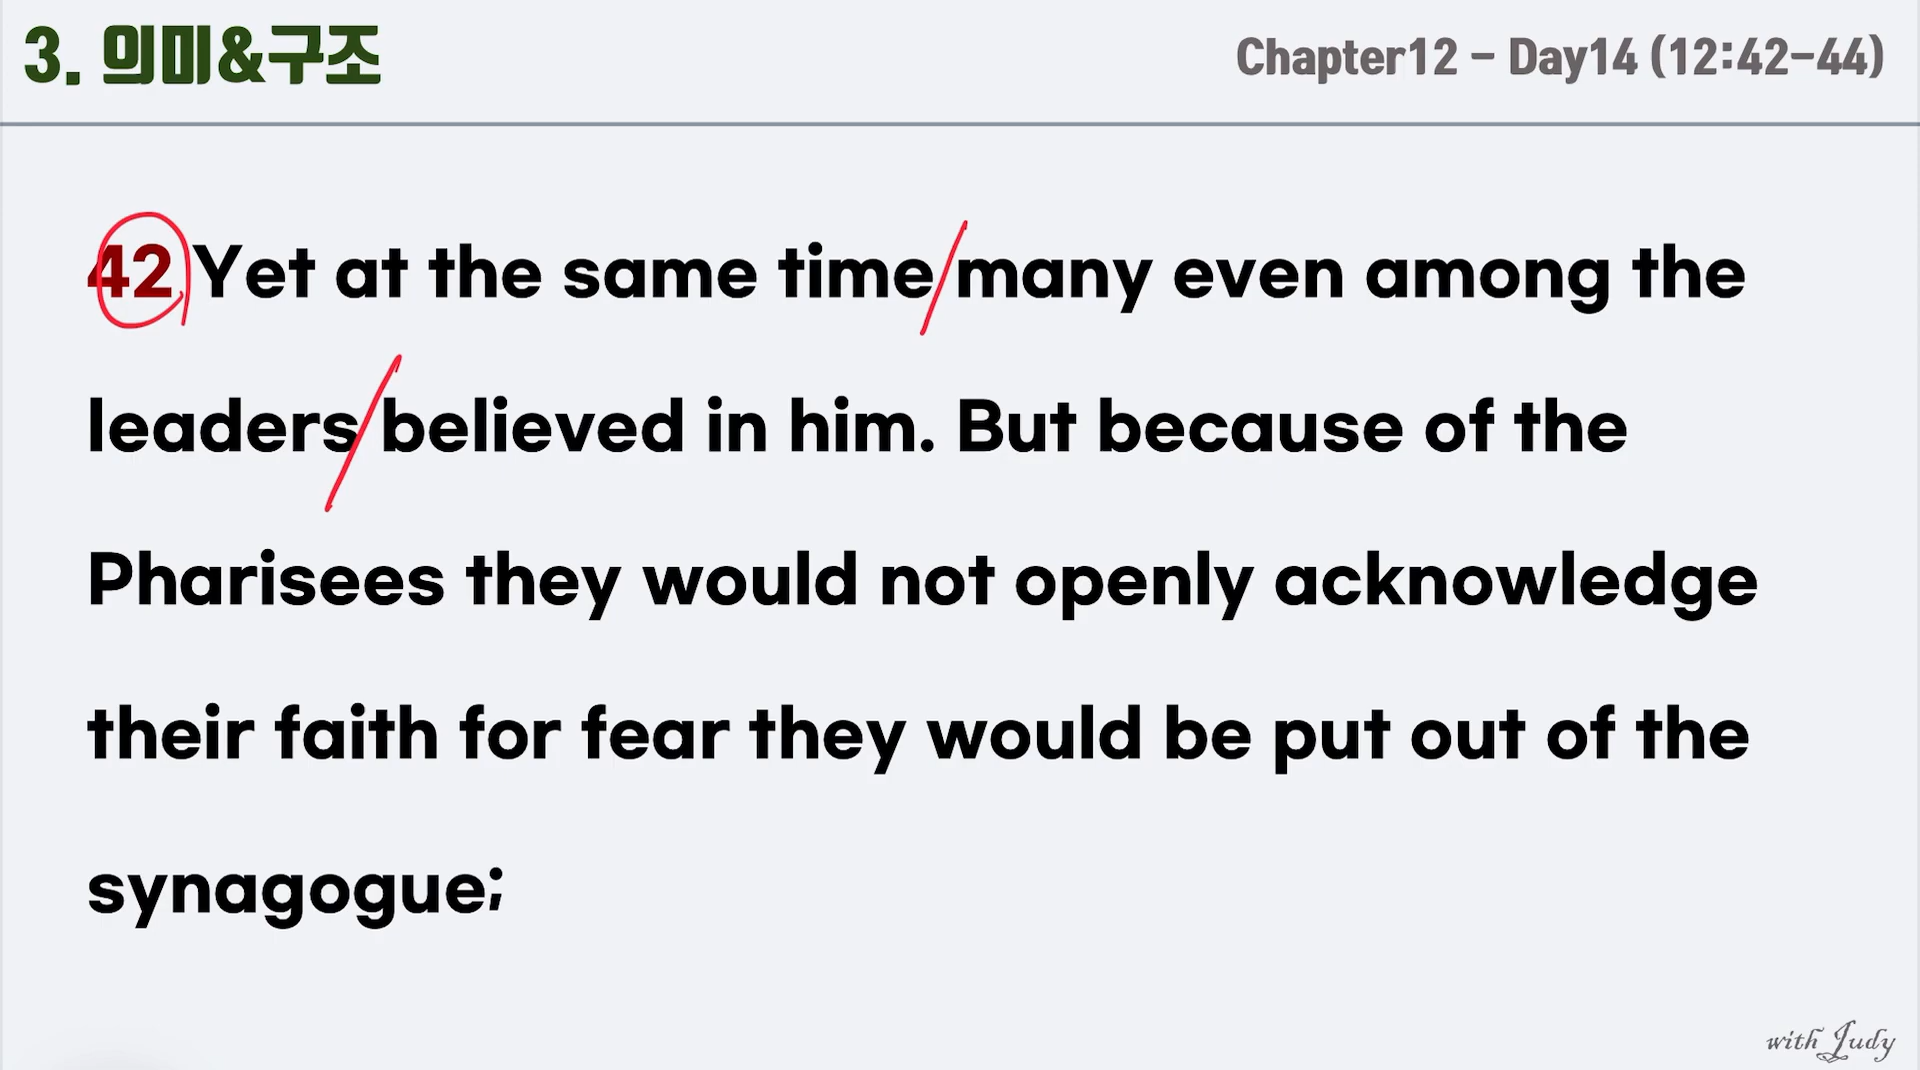 3. 의미&구조
Chapter12 - Day14 (12:42-44)
42 Yet at the same time many even among the
leaders believed in him. But because of the
Pharisees they would not openly acknowledge
their faith for fear they would be put out of the
synagogue;
with Judy